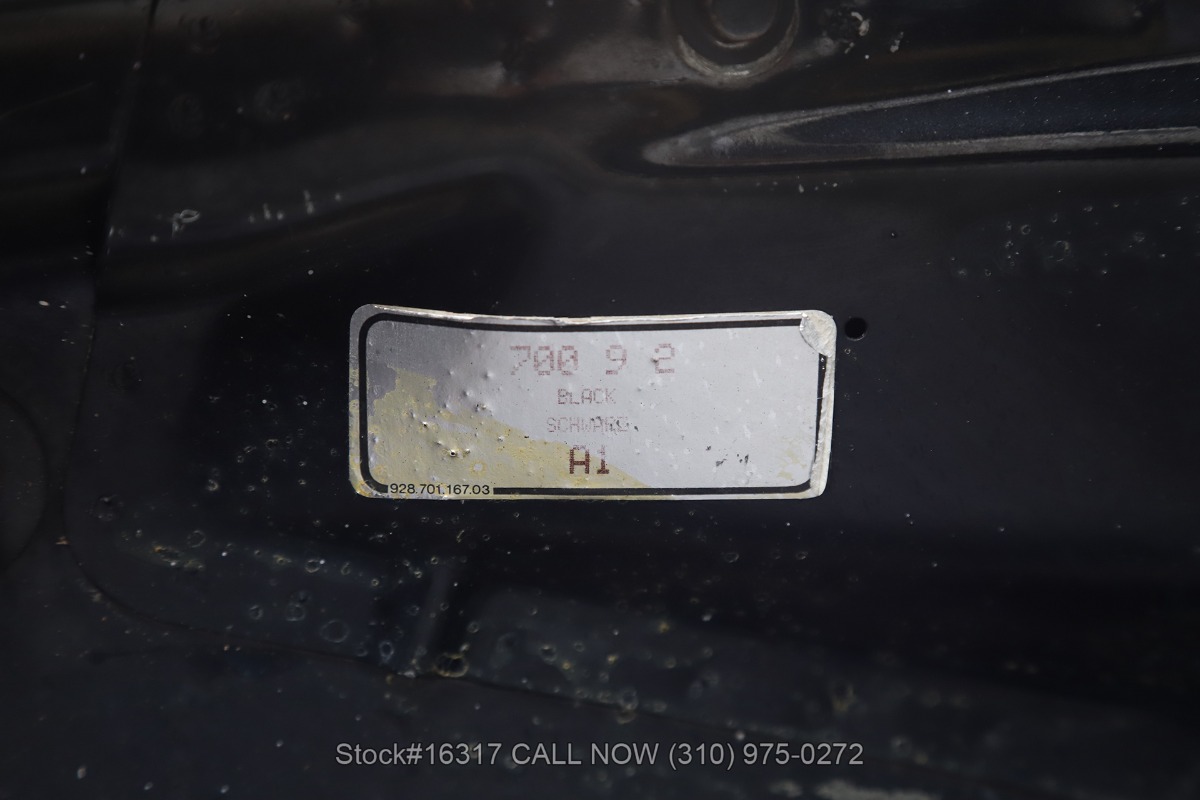 700 9 2
BLACK
SCHWARZ
A1
928.701.167.03
Stock#16317 CALL NOW (310) 975-0272